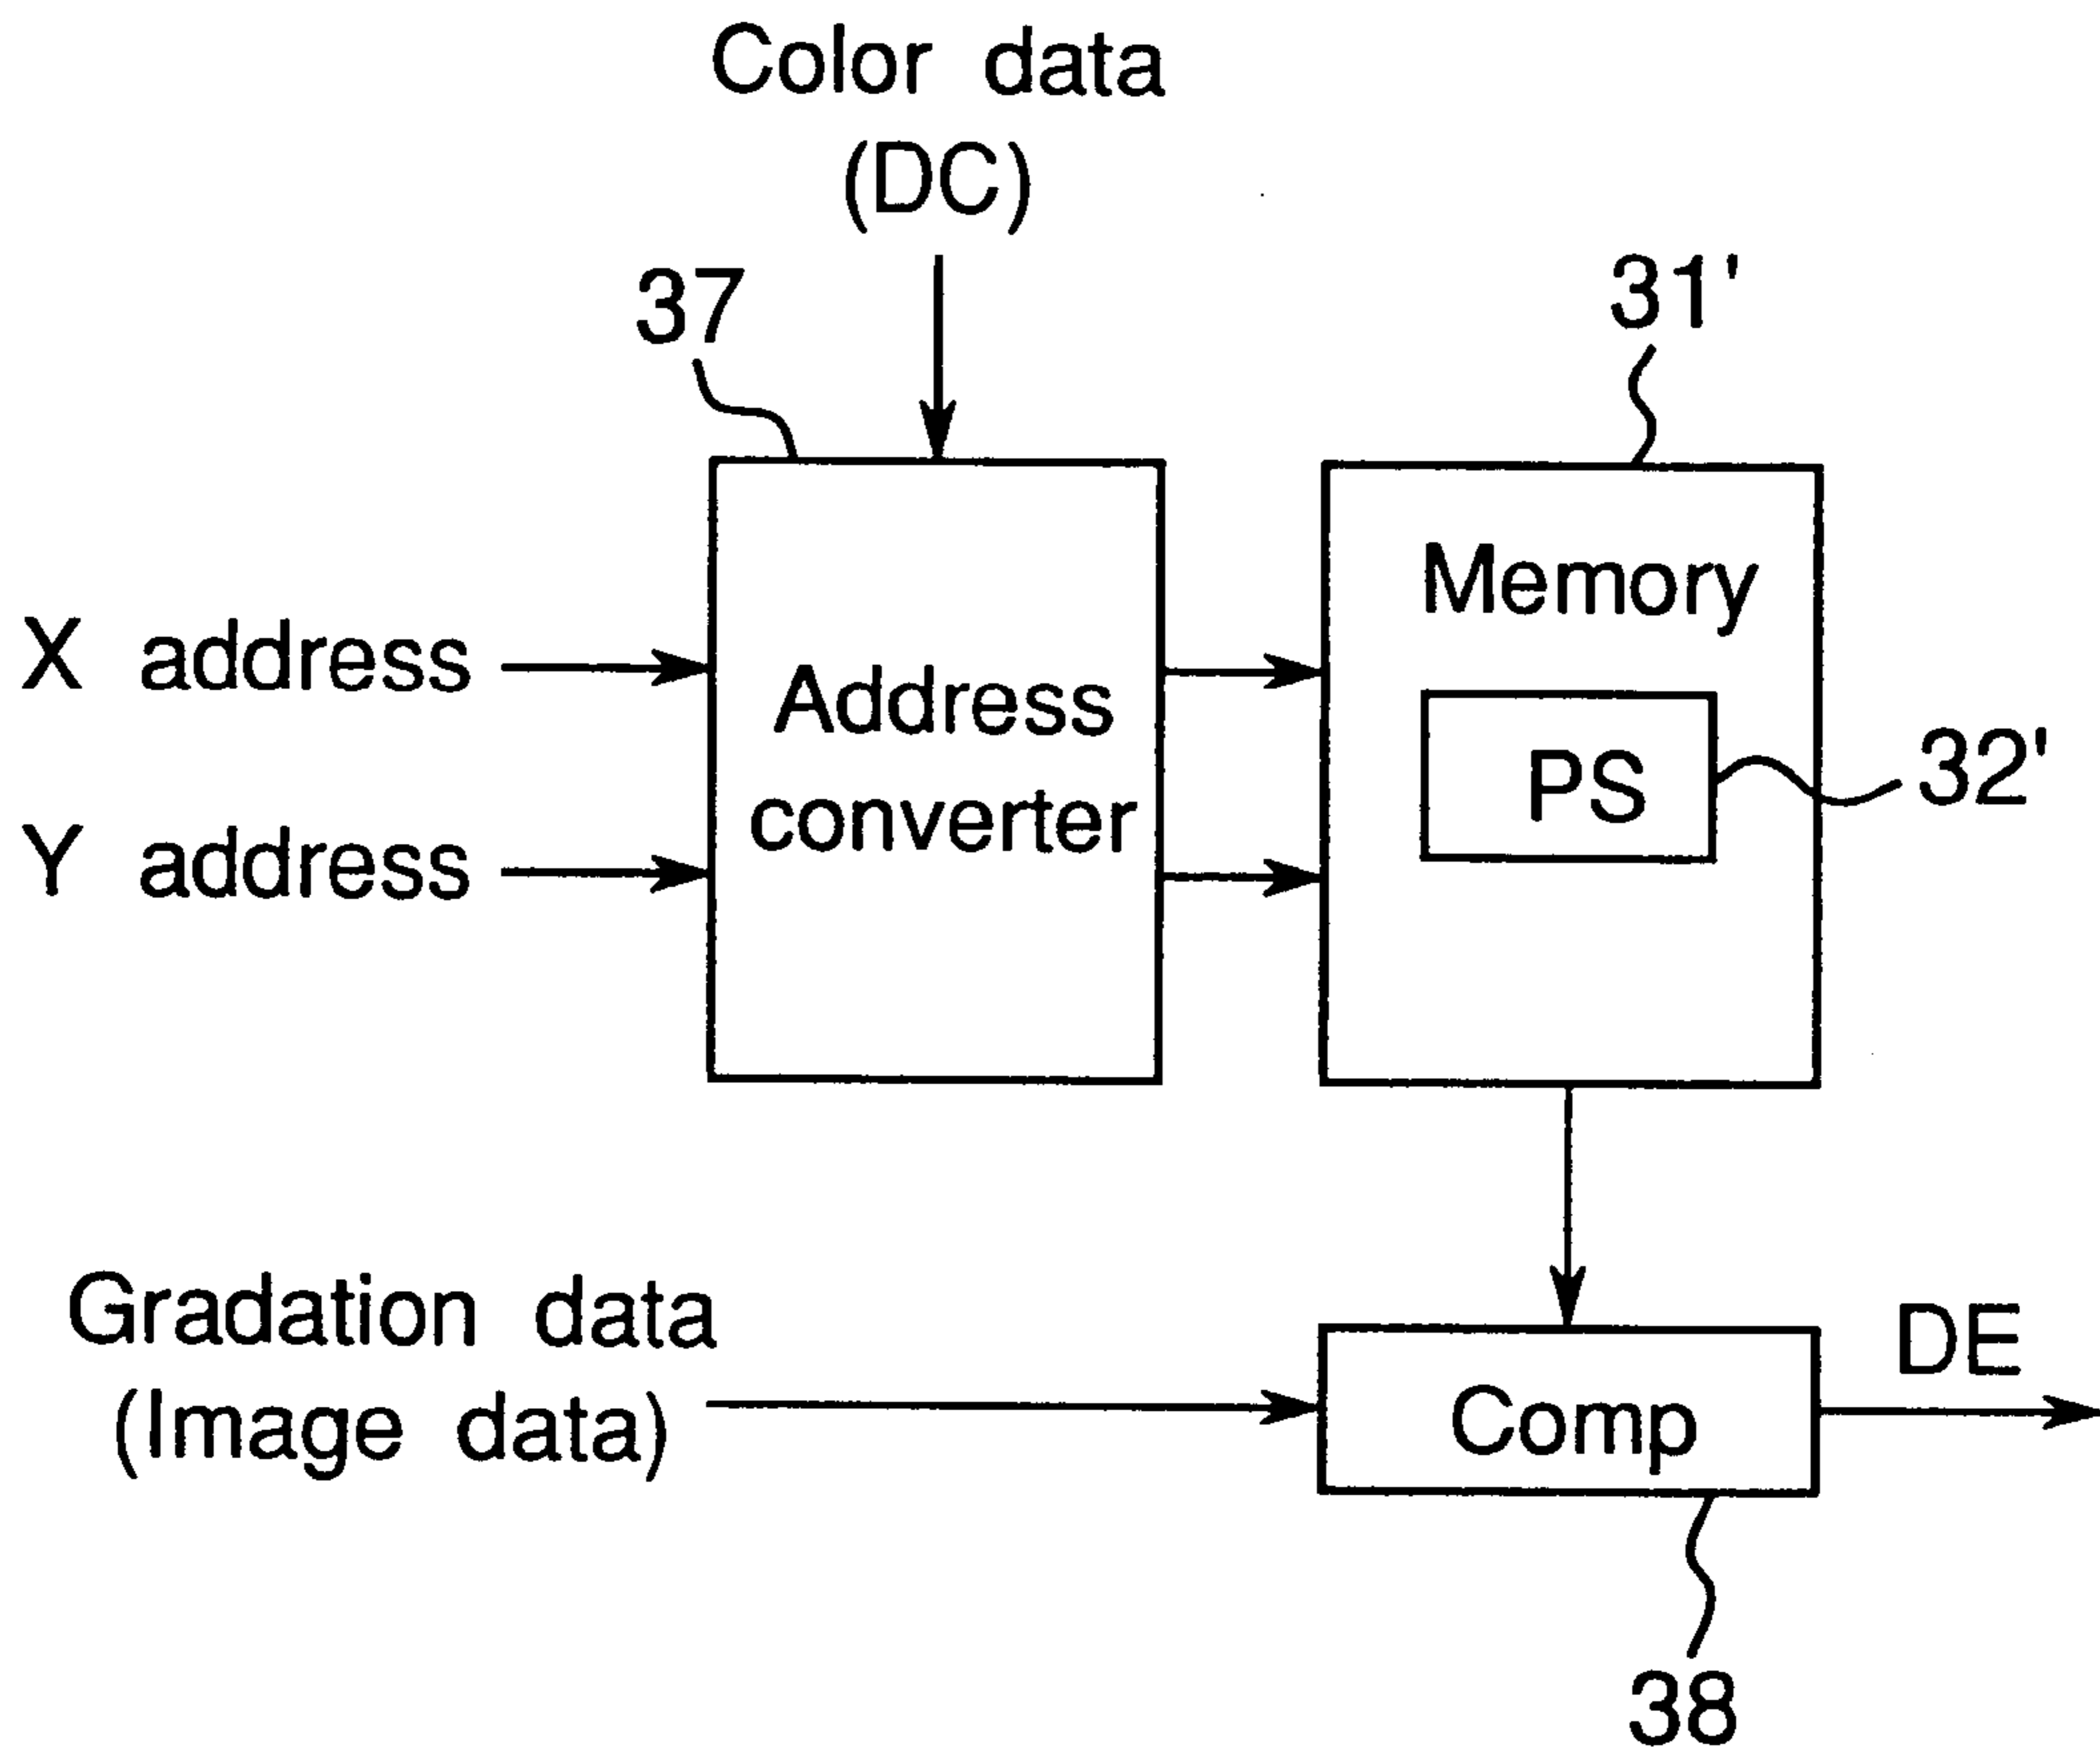 Color data
(DC)
37
31'
X address
Y address
Address
converter
Memory
PS
32'
Gradation data
(Image data)
Comp
DE
38